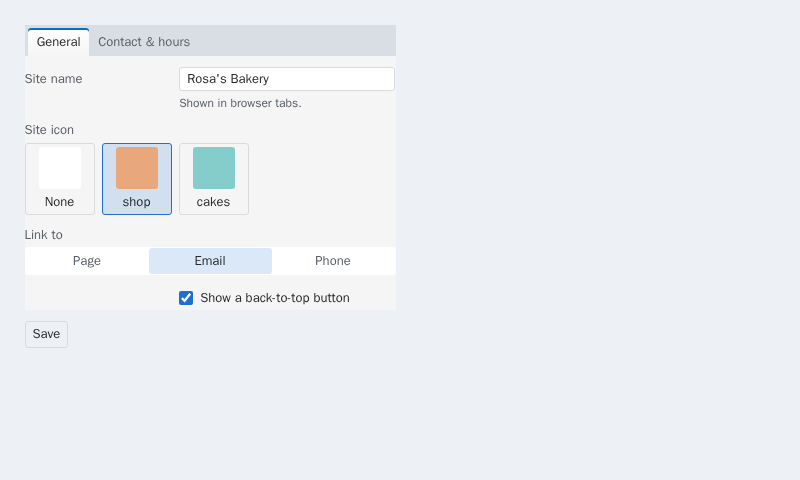 General Contact & hours
Site name Rosa's Bakery
Shown in browser tabs.
Site icon
None shop cakes
Link to
Page Email Phone
Show a back-to-top button
Save